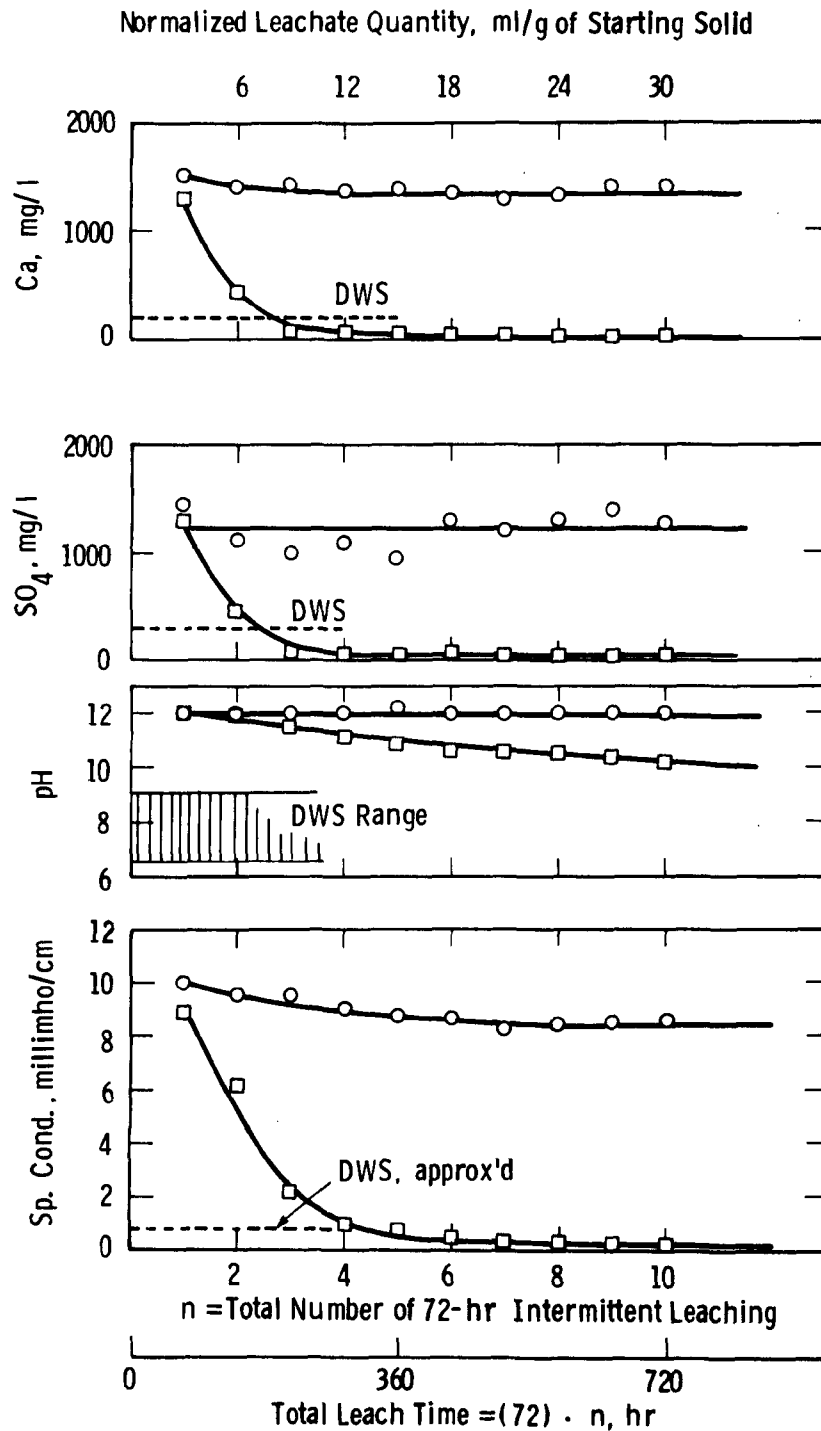 Normalized Leachate Quantity, ml/g of Starting Solid
6 12 18 24 30
2000
1000
0
Ca, mg/l
DWS
2000
1000
0
SO4, mg/l
DWS
12
10
8
6
pH
DWS Range
12
10
8
6
4
2
0
Sp. Cond., millimho/cm
DWS, approx'd
2 4 6 8 10
n = Total Number of 72-hr Intermittent Leaching
0 360 720
Total Leach Time = (72) · n, hr